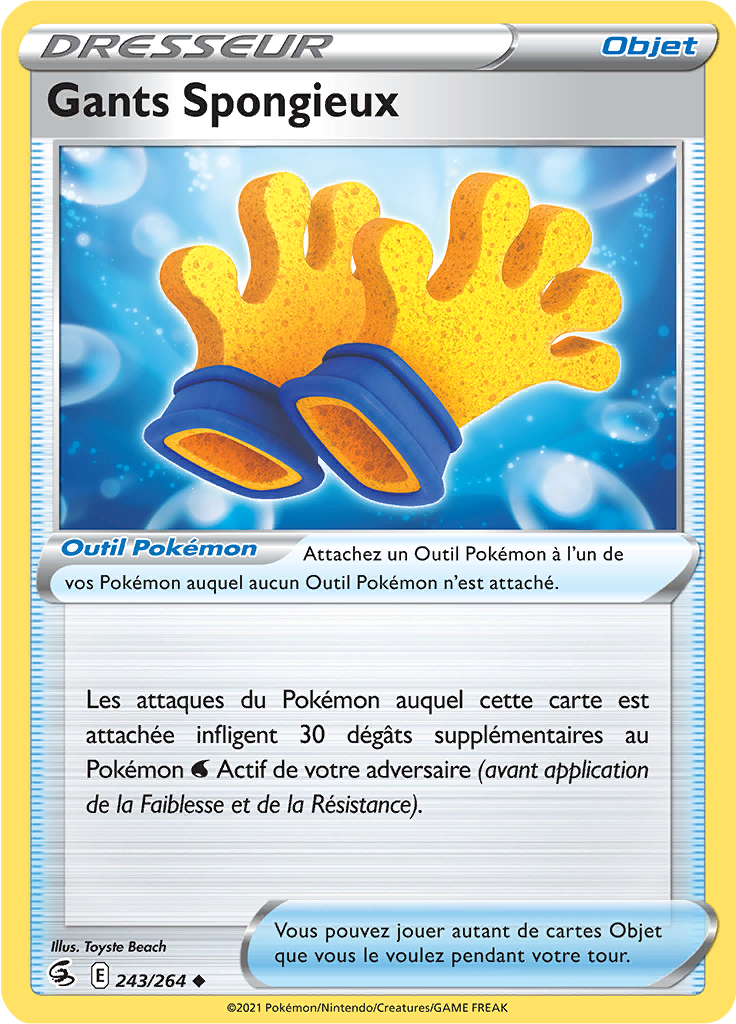 DRESSEUR
Objet
Gants Spongieux
Outil Pokémon Attachez un Outil Pokémon à l'un de
vos Pokémon auquel aucun Outil Pokémon n'est attaché.
Les attaques du Pokémon auquel cette carte est
attachée infligent 30 dégâts supplémentaires au
Pokémon Actif de votre adversaire (avant application
de la Faiblesse et de la Résistance).
Vous pouvez jouer autant de cartes Objet
que vous le voulez pendant votre tour.
Illus. Toyste Beach
E 243/264
©2021 Pokémon/Nintendo/Creatures/GAME FREAK